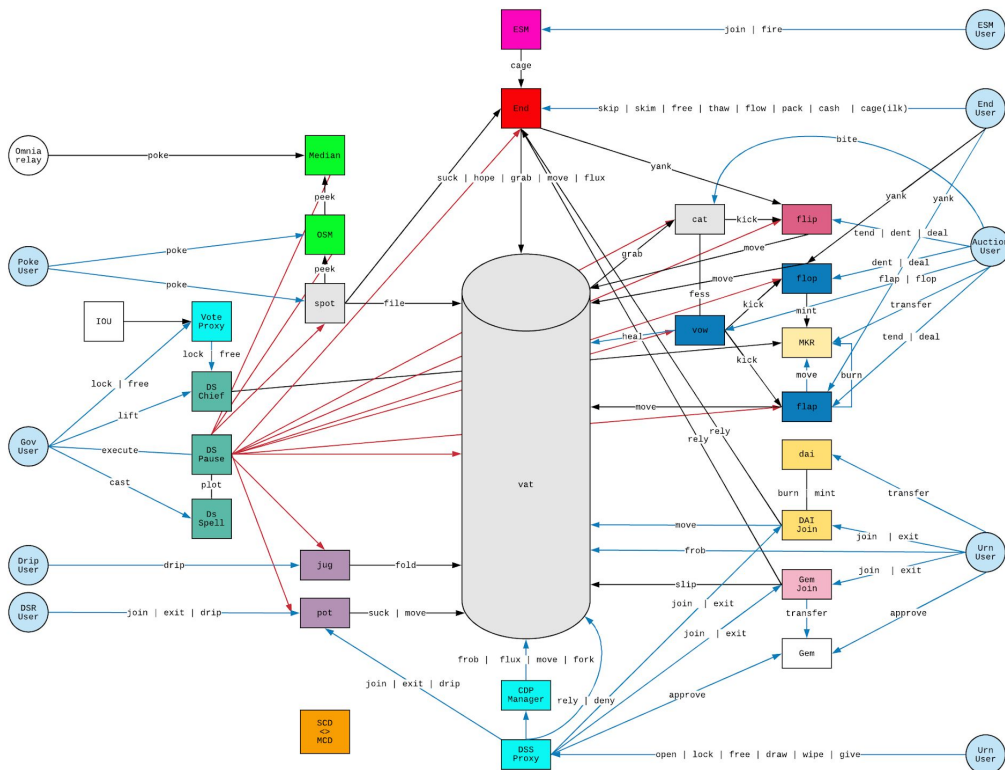 ESM
join | fire
ESM
User
cage
End
skip | skim | free | thaw | flow | pack | cash | cage(ilk)
End
User
bite
Omnia
relay
poke
Median
suck | hope | grab | move | flux
yank
yank
yank
peek
cat
kick
flip
OSM
tend | dent | deal
Auction
User
poke
grab
move
Poke
User
peek
dent | deal
move
flop
flap | flop
poke
spot
file
fess
kick
mint
transfer
IOU
Vote
Proxy
heal
vow
MKR
tend | deal
lock | free
kick
move
burn
lock | free
DS
Chief
lift
move
flap
rely
rely
Gov
User
execute
DS
Pause
dai
plot
cast
vat
burn | mint
transfer
Ds
Spell
move
DAI
Join
join | exit
frob
Urn
User
Drip
User
drip
jug
fold
join | exit
slip
Gem
Join
DSR
User
join | exit | drip
pot
suck | move
join | exit
transfer
approve
join | exit
Gem
frob | flux | move | fork
join | exit | drip
CDP
Manager
rely | deny
approve
SCD
<>
MCD
DSS
Proxy
open | lock | free | draw | wipe | give
Urn
User